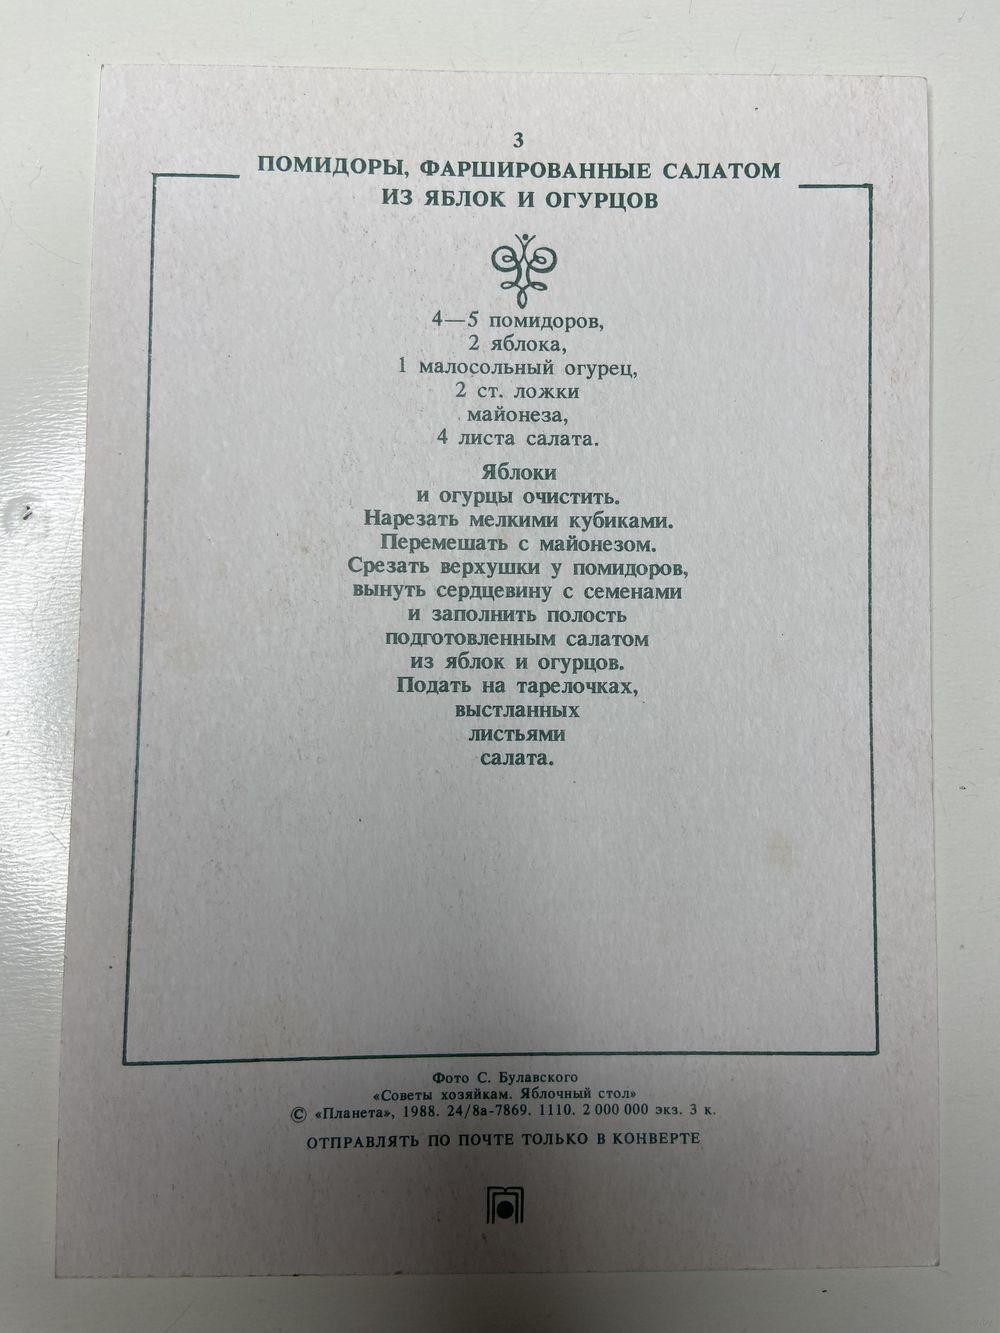 3
ПОМИДОРЫ, ФАРШИРОВАННЫЕ САЛАТОМ
ИЗ ЯБЛОК И ОГУРЦОВ
4—5 помидоров,
2 яблока,
1 малосольный огурец,
2 ст. ложки
майонеза,
4 листа салата.
Яблоки
и огурцы очистить.
Нарезать мелкими кубиками.
Перемешать с майонезом.
Срезать верхушки у помидоров,
вынуть сердцевину с семенами
и заполнить полость
подготовленным салатом
из яблок и огурцов.
Подать на тарелочках,
выстланных
листьями
салата.
Фото С. Булавского
«Советы хозяйкам. Яблочный стол»
© «Планета», 1988. 24/8а-7869. 1110. 2 000 000 экз. 3 к.
ОТПРАВЛЯТЬ ПО ПОЧТЕ ТОЛЬКО В КОНВЕРТЕ